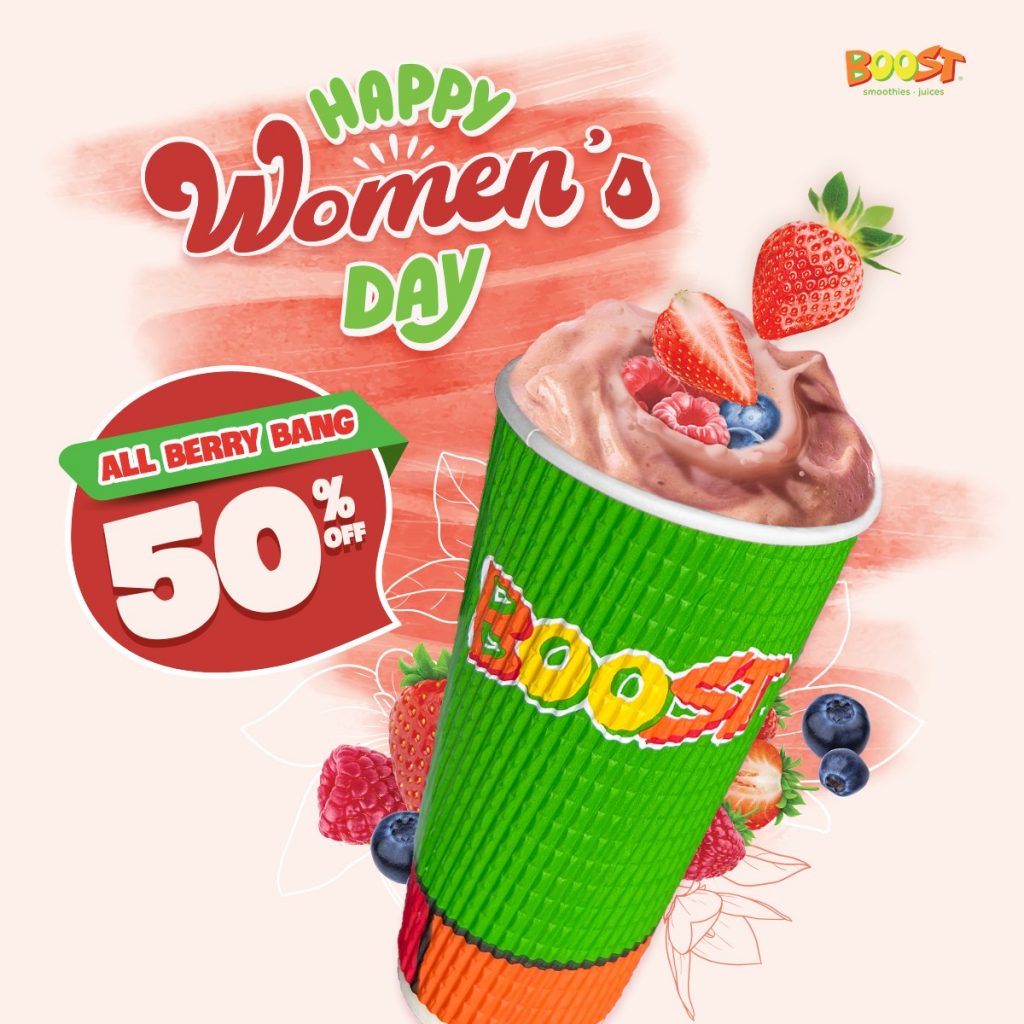 BOOST
smoothies · juices
HAPPY
Women's
DAY
ALL BERRY BANG
50% OFF
BOOST